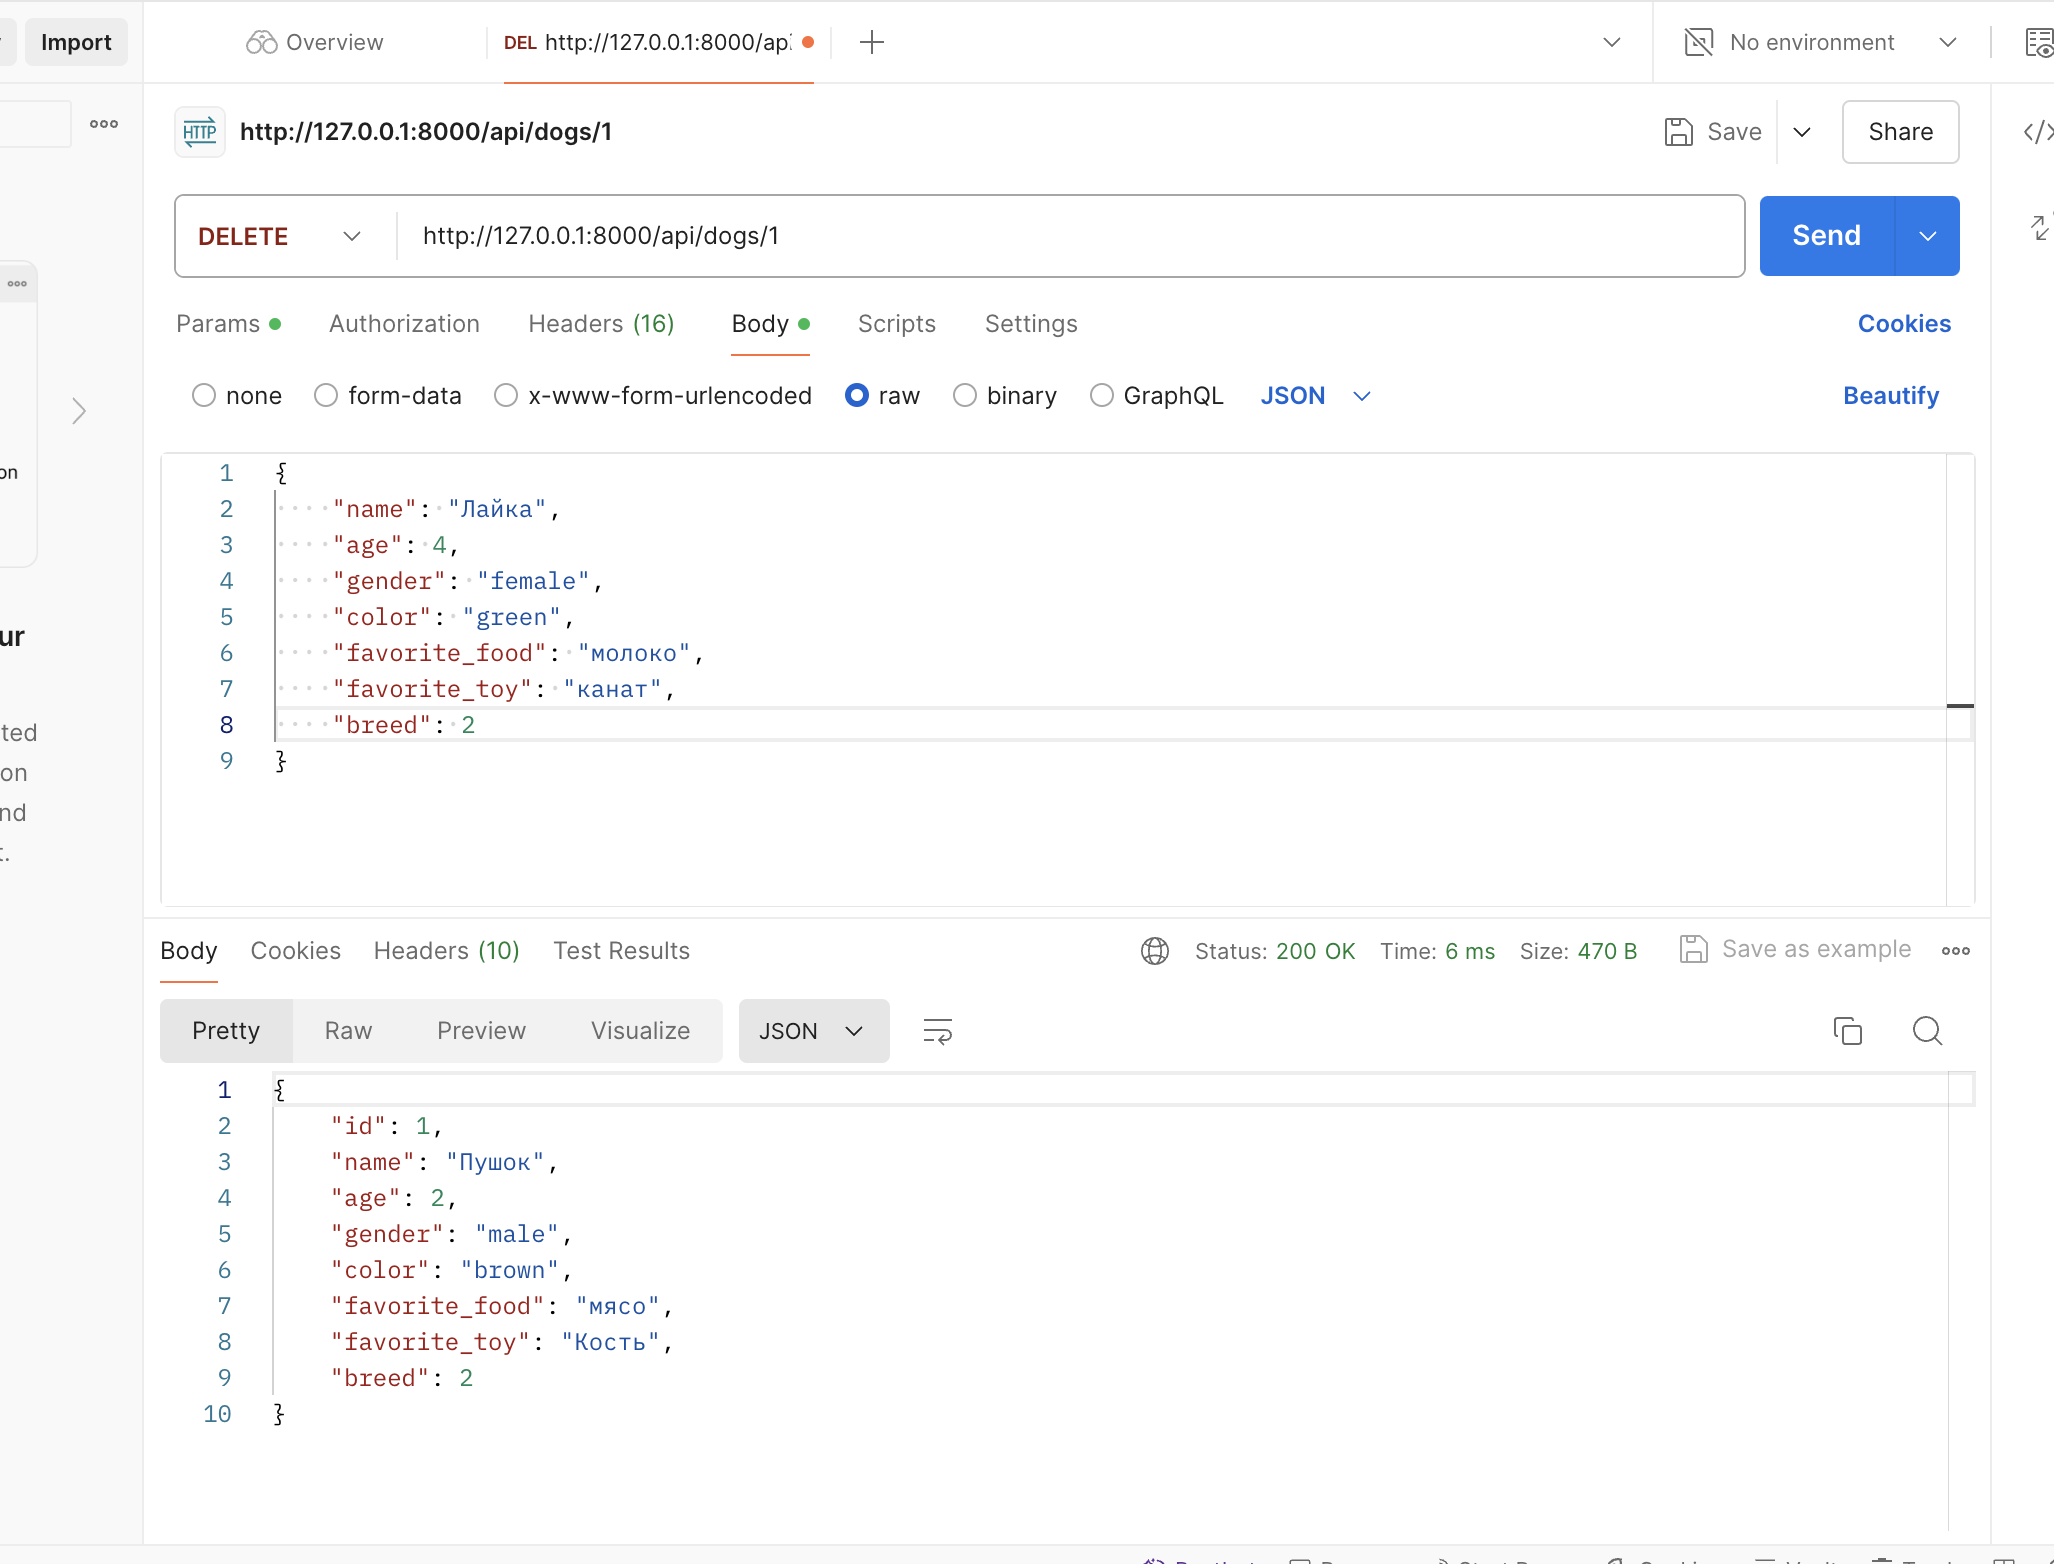 Import
Overview
DEL http://127.0.0.1:8000/ap
No environment
HTTP http://127.0.0.1:8000/api/dogs/1
Save
Share
DELETE http://127.0.0.1:8000/api/dogs/1
Send
Params Authorization Headers (16) Body Scripts Settings Cookies
none form-data x-www-form-urlencoded raw binary GraphQL JSON Beautify
1 {
2 "name": "Лайка",
3 "age": 4,
4 "gender": "female",
5 "color": "green",
6 "favorite_food": "молоко",
7 "favorite_toy": "канат",
8 "breed": 2
9 }
on
ur
ted
on
nd
t.
Body Cookies Headers (10) Test Results Status: 200 OK Time: 6 ms Size: 470 B Save as example
Pretty Raw Preview Visualize JSON
1 {
2 "id": 1,
3 "name": "Пушок",
4 "age": 2,
5 "gender": "male",
6 "color": "brown",
7 "favorite_food": "мясо",
8 "favorite_toy": "Кость",
9 "breed": 2
10 }